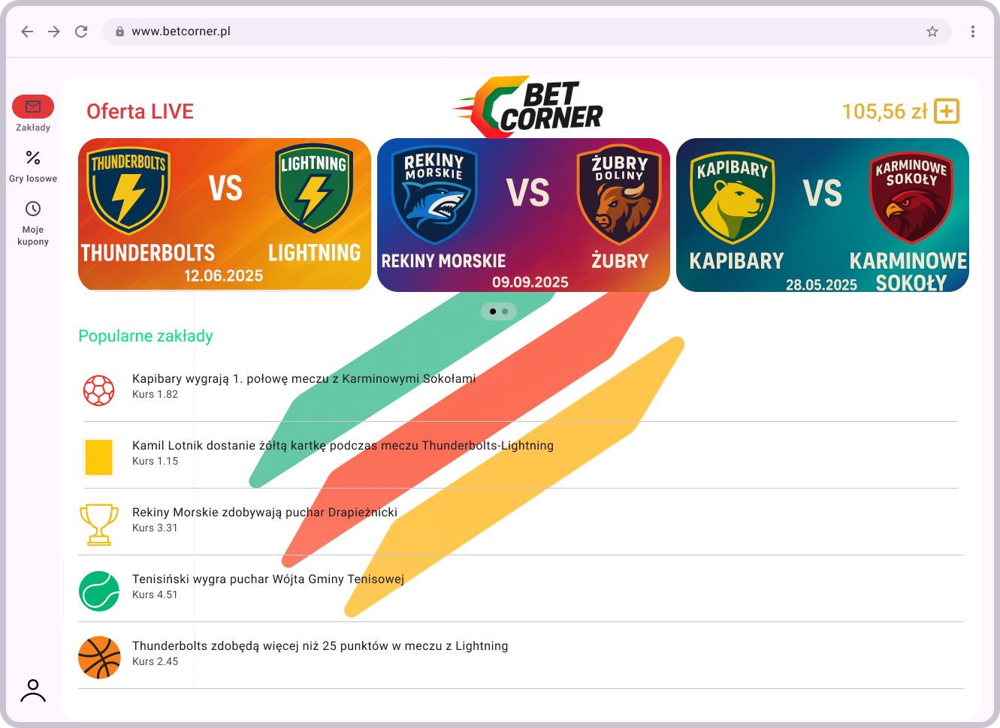 www.betcorner.pl
Zakłady
Gry losowe
Moje
kupony
Oferta LIVE
BET
CORNER
105,56 zł
THUNDERBOLTS
VS
LIGHTNING
THUNDERBOLTS
LIGHTNING
12.06.2025
REKINY
MORSKIE
VS
ŻUBRY
DOLINY
REKINY MORSKIE
ŻUBRY
09.09.2025
KAPIBARY
VS
KARMINOWE
SOKOŁY
KAPIBARY
KARMINOWE
SOKOŁY
28.05.2025
Popularne zakłady
Kapibary wygrają 1. połowę meczu z Karminowymi Sokołami
Kurs 1.82
Kamil Lotnik dostanie żółtą kartkę podczas meczu Thunderbolts-Lightning
Kurs 1.15
Rekiny Morskie zdobywają puchar Drapieżnicki
Kurs 3.31
Tenisiński wygra puchar Wójta Gminy Tenisowej
Kurs 4.51
Thunderbolts zdobędą więcej niż 25 punktów w meczu z Lightning
Kurs 2.45